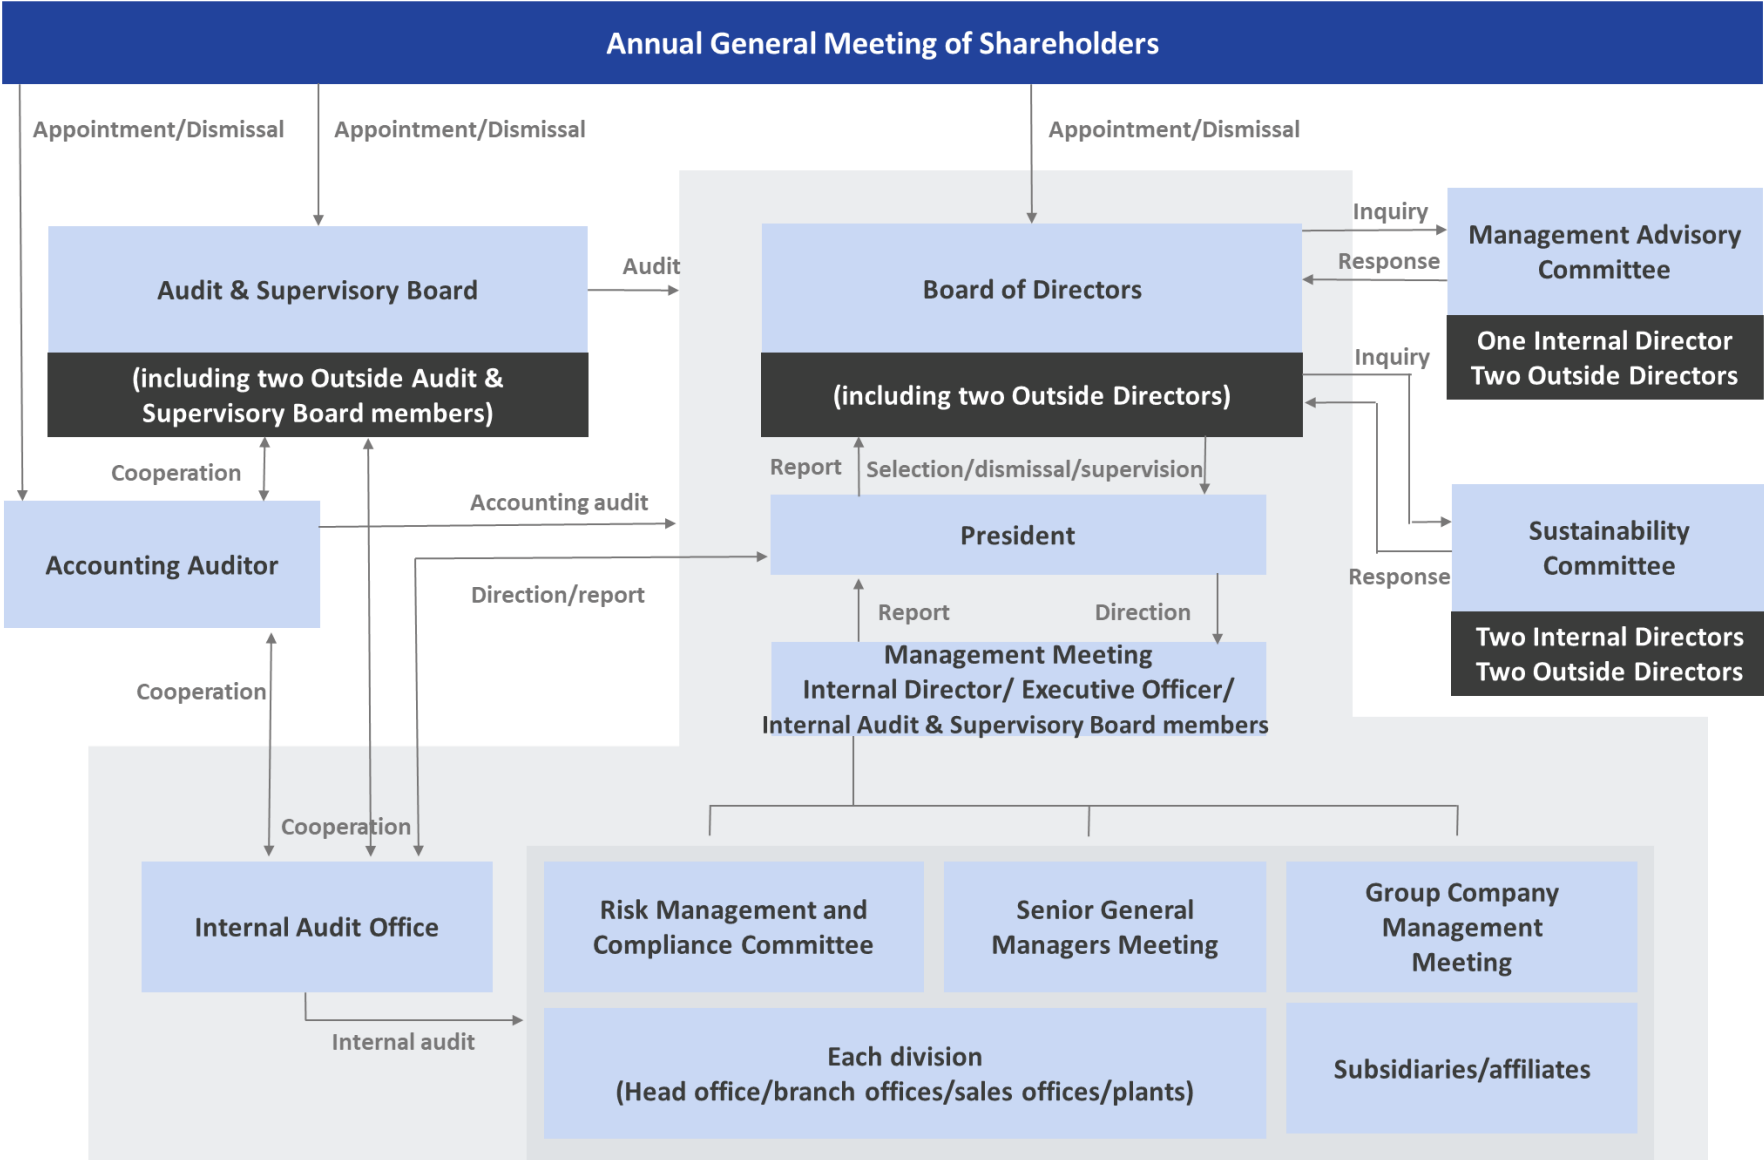 Annual General Meeting of Shareholders
Appointment/Dismissal
Appointment/Dismissal
Appointment/Dismissal
Audit & Supervisory Board
(including two Outside Audit &
Supervisory Board members)
Audit
Board of Directors
(including two Outside Directors)
Inquiry
Response
Management Advisory
Committee
One Internal Director
Two Outside Directors
Inquiry
Cooperation
Report
Selection/dismissal/supervision
Accounting Auditor
Accounting audit
President
Direction/report
Sustainability
Committee
Response
Two Internal Directors
Two Outside Directors
Report
Direction
Management Meeting
Internal Director/ Executive Officer/
Internal Audit & Supervisory Board members
Cooperation
Cooperation
Internal Audit Office
Internal audit
Risk Management and
Compliance Committee
Senior General
Managers Meeting
Group Company
Management
Meeting
Each division
(Head office/branch offices/sales offices/plants)
Subsidiaries/affiliates